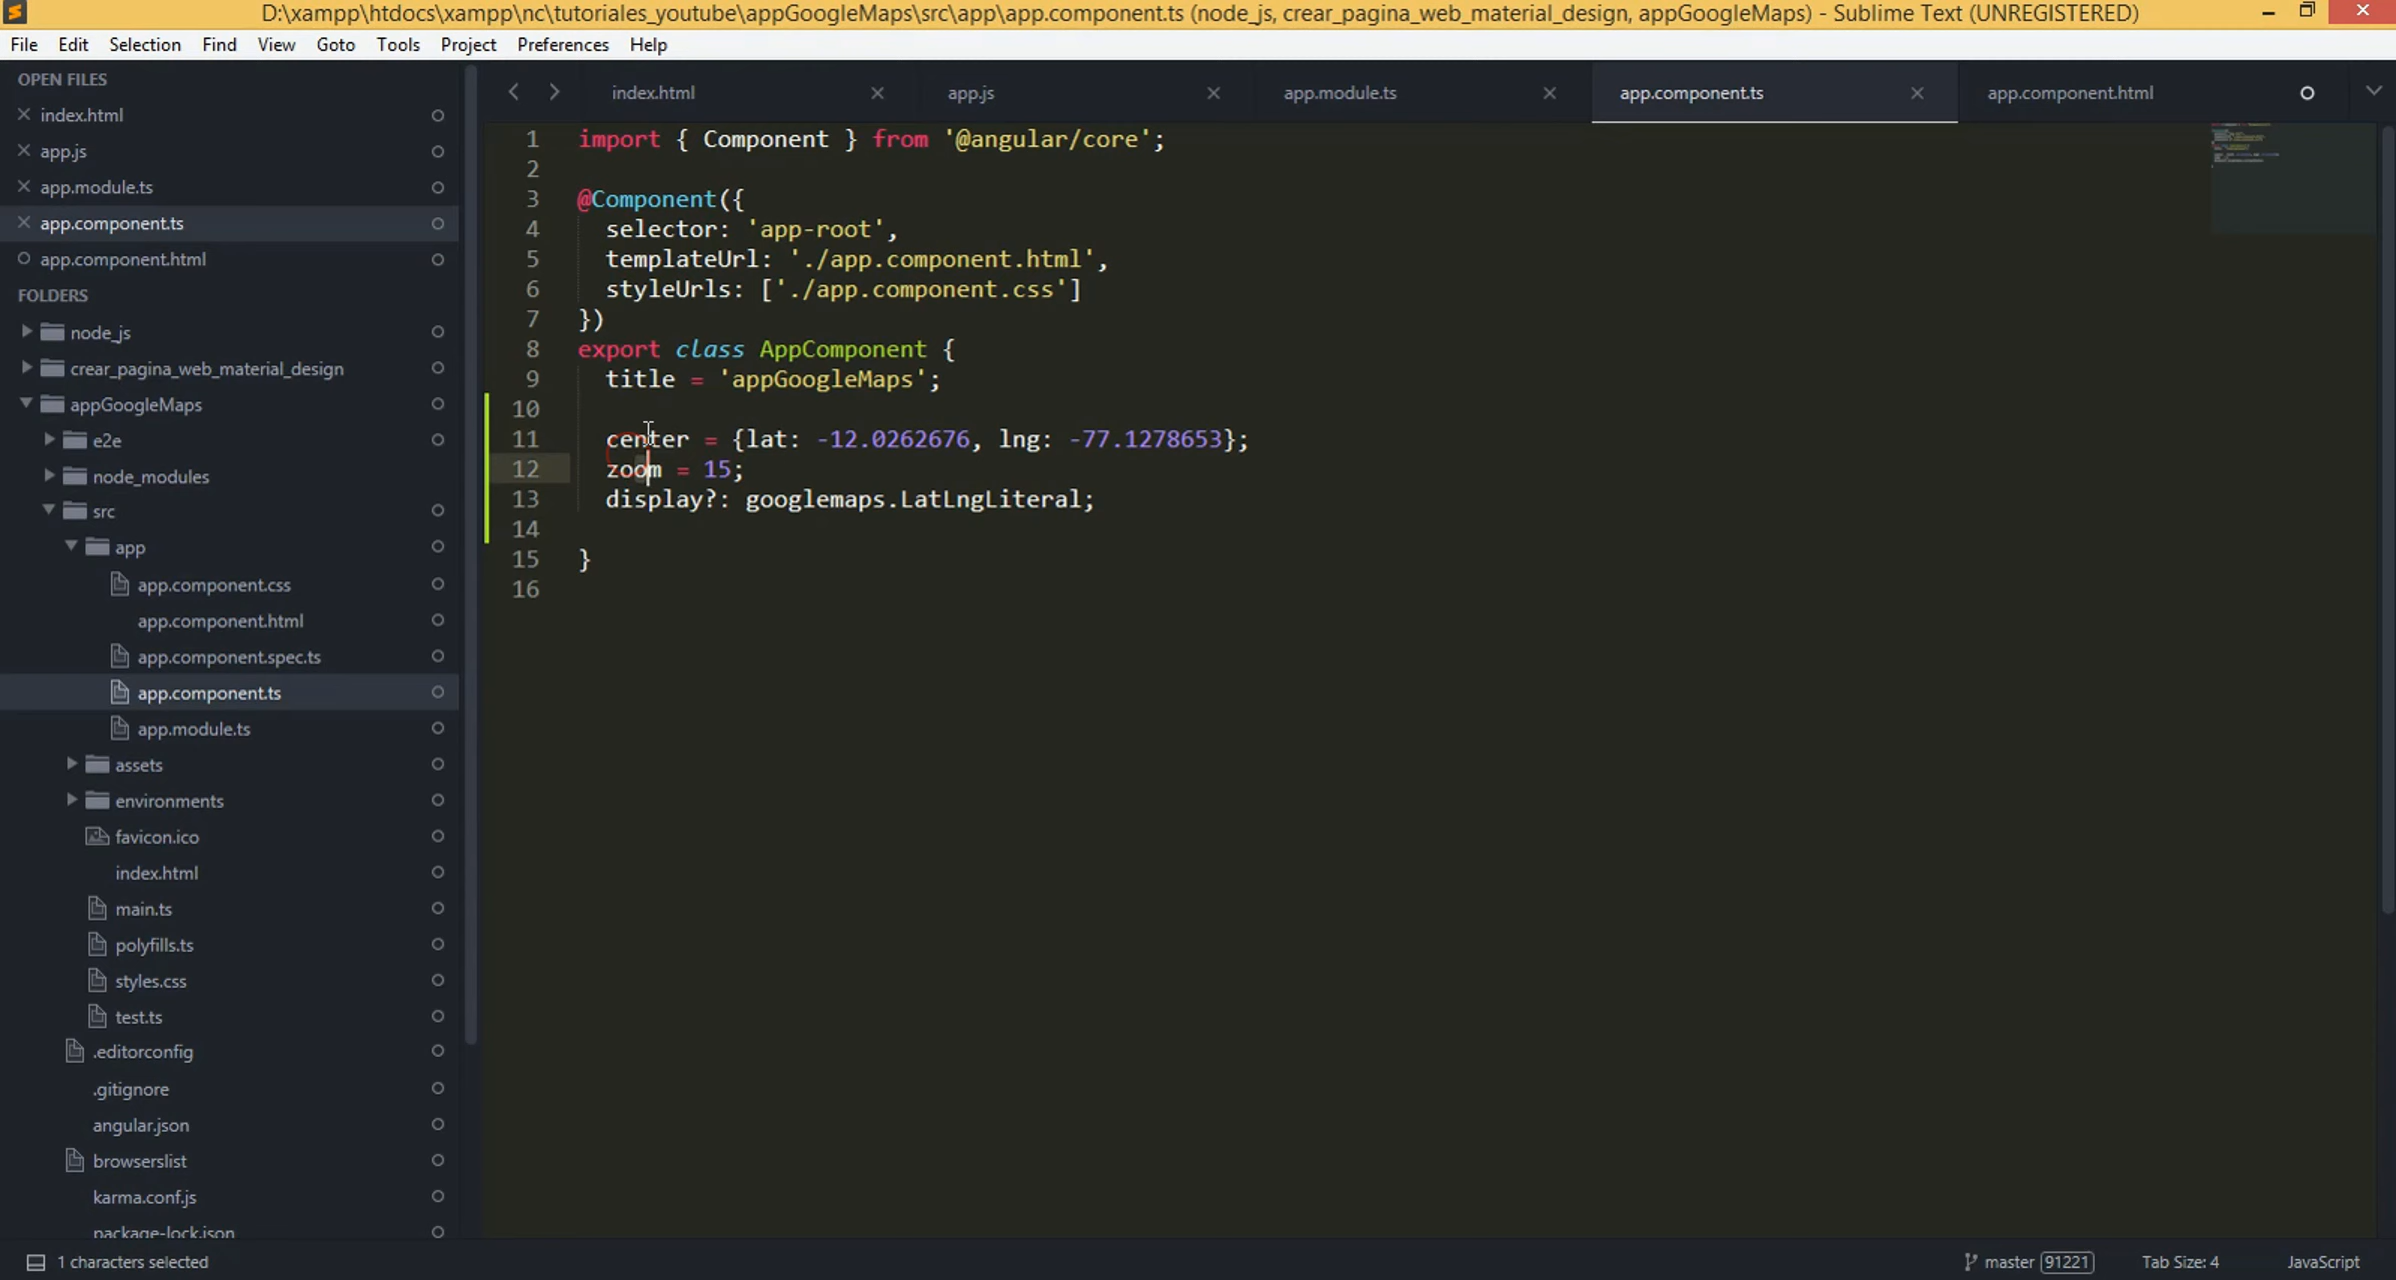 D:\xampp\htdocs\xampp\nc\tutoriales_youtube\appGoogleMaps\src\app\app.component.ts (node_js, crear_pagina_web_material_design, appGoogleMaps) - Sublime Text (UNREGISTERED)
File Edit Selection Find View Goto Tools Project Preferences Help
OPEN FILES
index.html
app.js
app.module.ts
app.component.ts
app.component.html
FOLDERS
node_js
crear_pagina_web_material_design
appGoogleMaps
e2e
node_modules
src
app
app.component.css
app.component.html
app.component.spec.ts
app.component.ts
app.module.ts
assets
environments
favicon.ico
index.html
main.ts
polyfills.ts
styles.css
test.ts
.editorconfig
.gitignore
angular.json
browserslist
karma.conf.js
package-lock.json
index.html app.js app.module.ts app.component.ts app.component.html
1 import { Component } from '@angular/core';
2
3 @Component({
4 selector: 'app-root',
5 templateUrl: './app.component.html',
6 styleUrls: ['./app.component.css']
7 })
8 export class AppComponent {
9 title = 'appGoogleMaps';
10
11 center = {lat: -12.0262676, lng: -77.1278653};
12 zoom = 15;
13 display?: googlemaps.LatLngLiteral;
14
15 }
16
1 characters selected
master 91221 Tab Size: 4 JavaScript